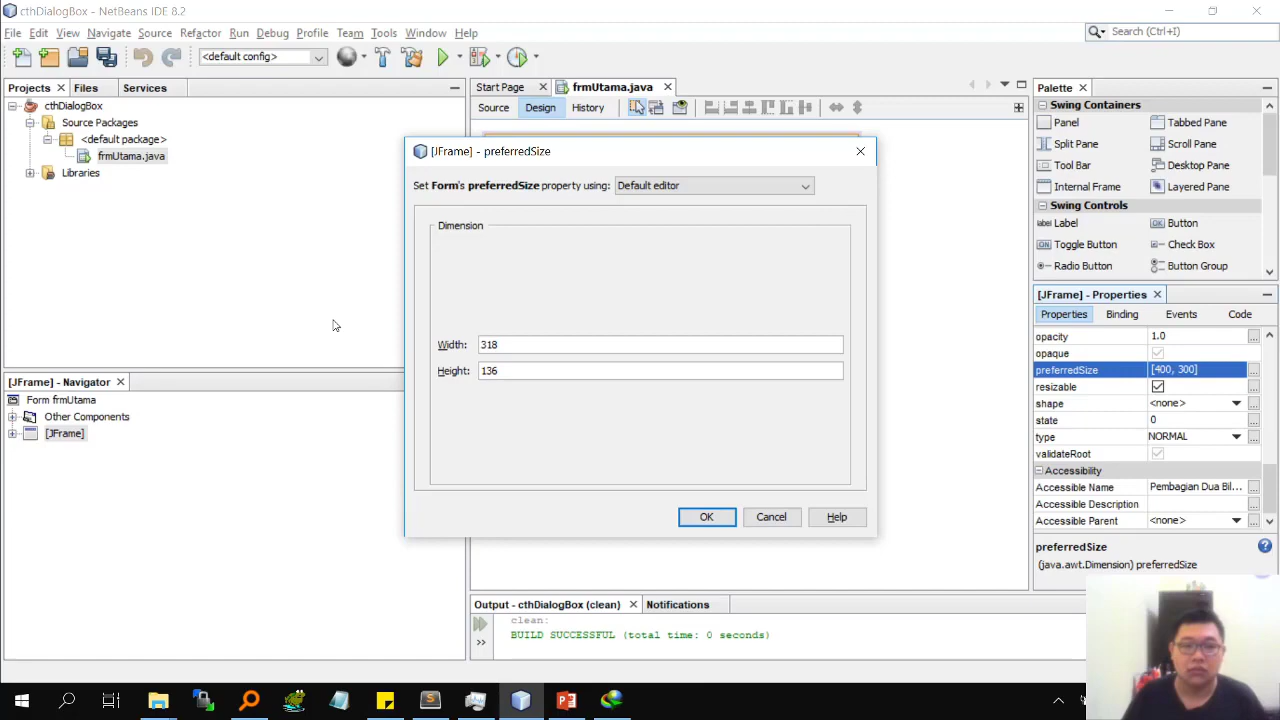 cthDialogBox - NetBeans IDE 8.2
File Edit View Navigate Source Refactor Run Debug Profile Team Tools Window Help
Search (Ctrl+I)
<default config>
Projects Files Services
cthDialogBox
Source Packages
<default package>
frmUtama.java
Libraries
[JFrame] - Navigator
Form frmUtama
Other Components
[JFrame]
Start Page frmUtama.java
Source Design History
[JFrame] - preferredSize
Set Form's preferredSize property using: Default editor
Dimension
Width: 318
Height: 136
OK Cancel Help
Output - cthDialogBox (clean) Notifications
clean:
BUILD SUCCESSFUL (total time: 0 seconds)
Palette
Swing Containers
Panel Tabbed Pane
Split Pane Scroll Pane
Tool Bar Desktop Pane
Internal Frame Layered Pane
Swing Controls
label Label OK Button
ON Toggle Button Check Box
Radio Button Button Group
[JFrame] - Properties
Properties Binding Events Code
opacity 1.0
opaque
preferredSize [400, 300]
resizable
shape <none>
state 0
type NORMAL
validateRoot
Accessibility
Accessible Name Pembagian Dua Bil...
Accessible Description
Accessible Parent <none>
preferredSize
(java.awt.Dimension) preferredSize